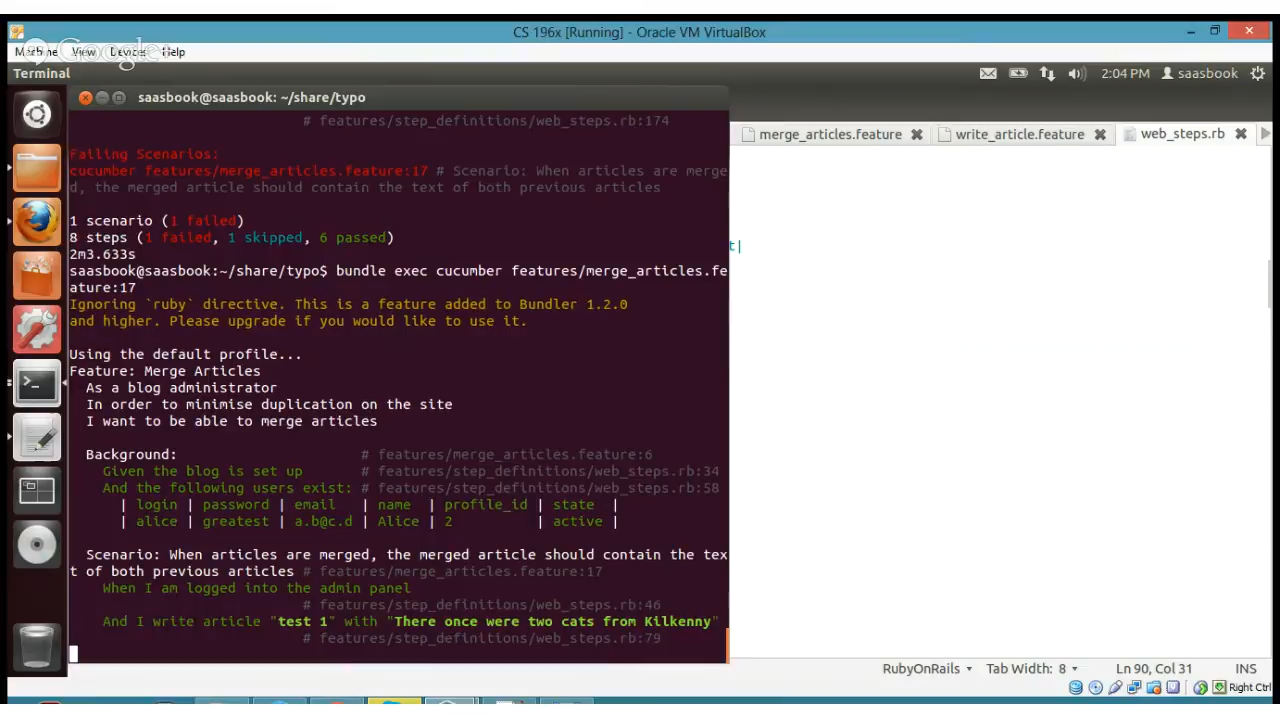 CS 196x [Running] - Oracle VM VirtualBox
Machine View Devices Help
Google
Terminal
2:04 PM saasbook
saasbook@saasbook: ~/share/typo
merge_articles.feature write_article.feature web_steps.rb
# features/step_definitions/web_steps.rb:174
Failing Scenarios:
cucumber features/merge_articles.feature:17 # Scenario: When articles are merge
d, the merged article should contain the text of both previous articles
1 scenario (1 failed)
8 steps (1 failed, 1 skipped, 6 passed)
2m3.633s
saasbook@saasbook:~/share/typo$ bundle exec cucumber features/merge_articles.fe
ature:17
Ignoring `ruby` directive. This is a feature added to Bundler 1.2.0
and higher. Please upgrade if you would like to use it.
Using the default profile...
Feature: Merge Articles
As a blog administrator
In order to minimise duplication on the site
I want to be able to merge articles
Background: # features/merge_articles.feature:6
Given the blog is set up # features/step_definitions/web_steps.rb:34
And the following users exist: # features/step_definitions/web_steps.rb:58
| login | password | email | name | profile_id | state |
| alice | greatest | a.b@c.d | Alice | 2 | active |
Scenario: When articles are merged, the merged article should contain the tex
t of both previous articles # features/merge_articles.feature:17
When I am logged into the admin panel
# features/step_definitions/web_steps.rb:46
And I write article "test 1" with "There once were two cats from Kilkenny"
# features/step_definitions/web_steps.rb:79
t|
RubyOnRails Tab Width: 8 Ln 90, Col 31 INS
Right Ctrl